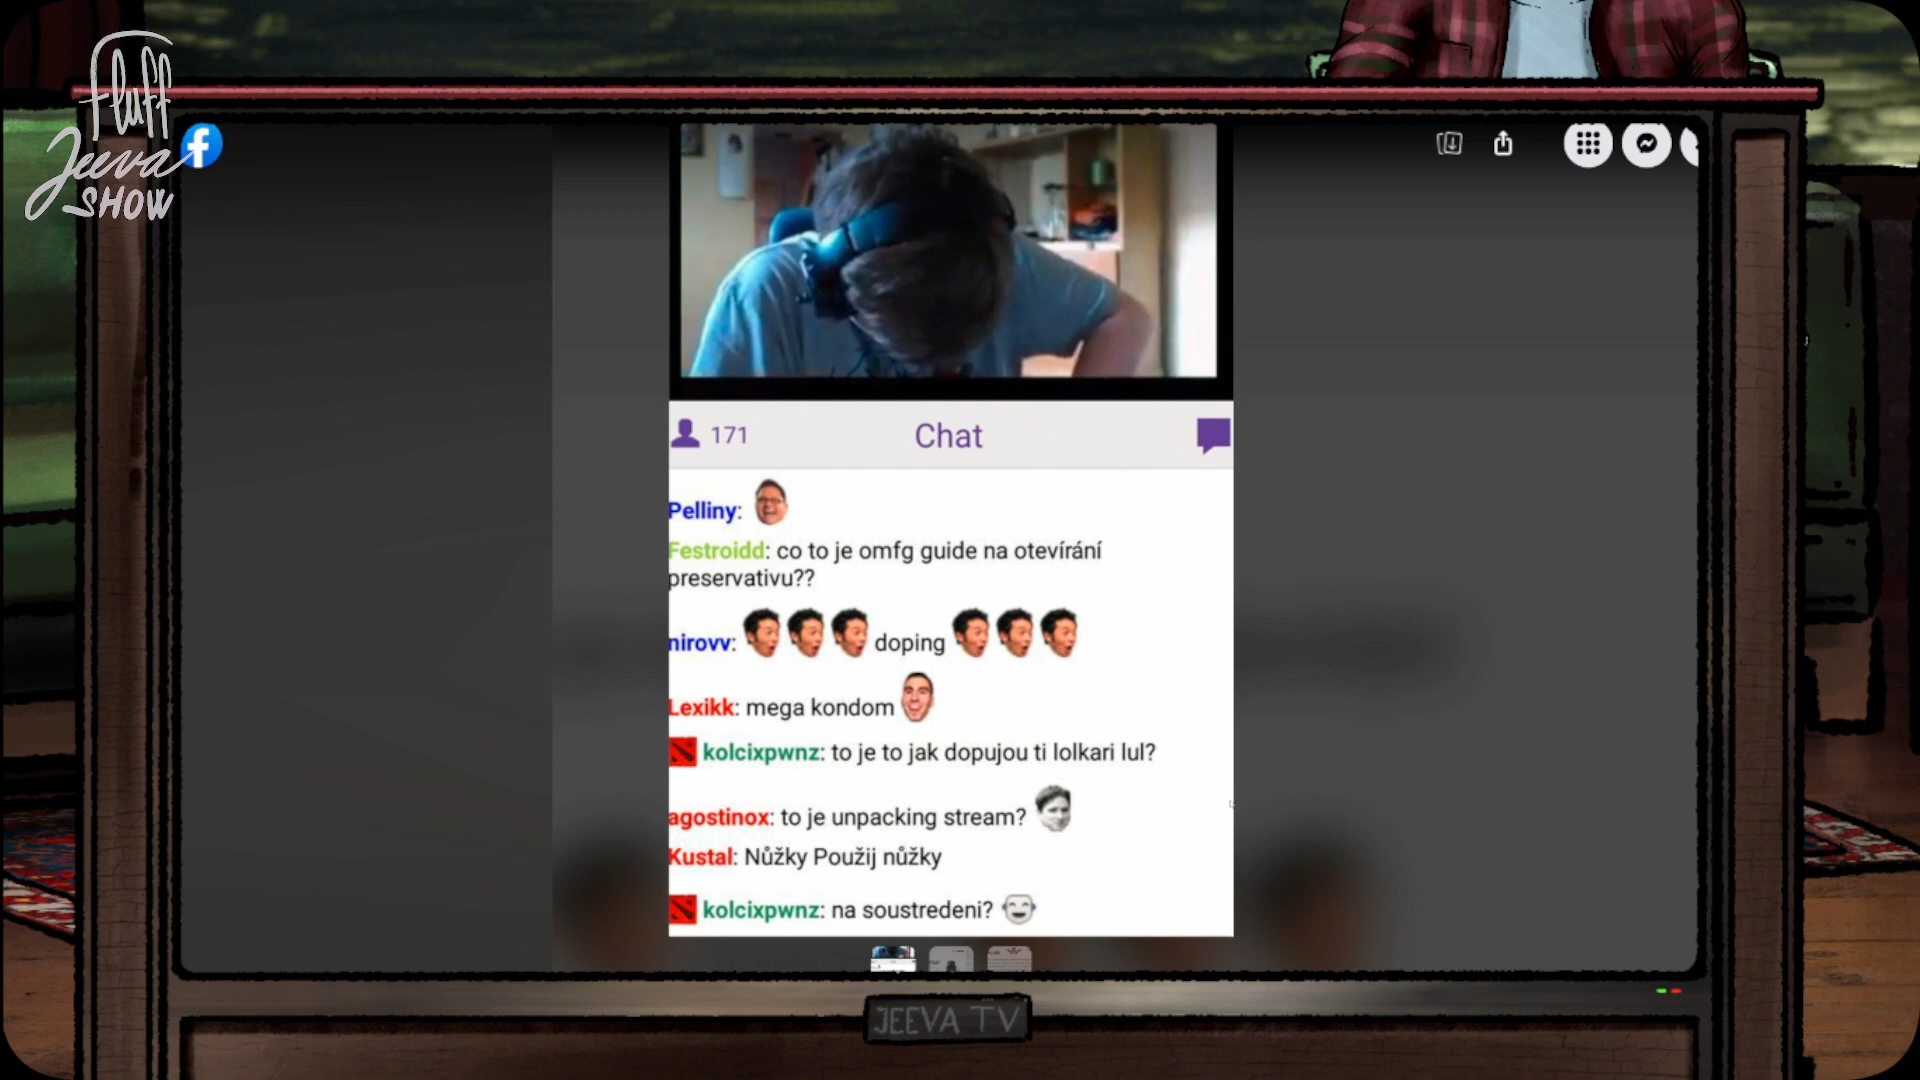 Fluff
Jeeva
SHOW
171
Chat
Pelliny:
Festroidd: co to je omfg guide na otevírání
preservativu??
nirovv: doping
Lexikk: mega kondom
kolcixpwnz: to je to jak dopujou ti lolkari lul?
agostinox: to je unpacking stream?
Kustal: Nůžky Použij nůžky
kolcixpwnz: na soustredeni?
JEEVA TV